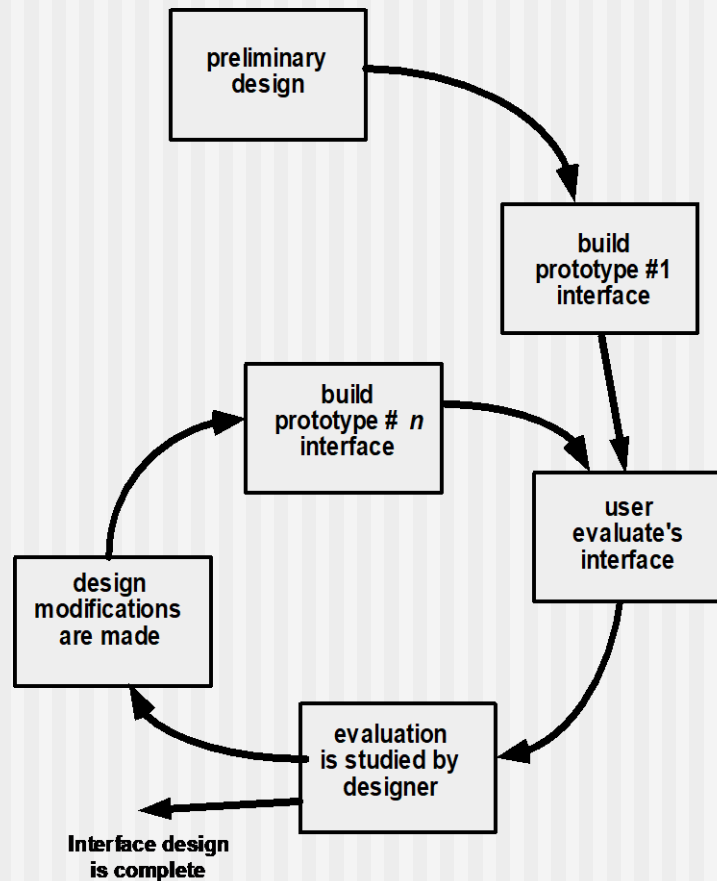 preliminary
design
build
prototype #1
interface
build
prototype # n
interface
user
evaluate's
interface
design
modifications
are made
evaluation
is studied by
designer
Interface design
is complete